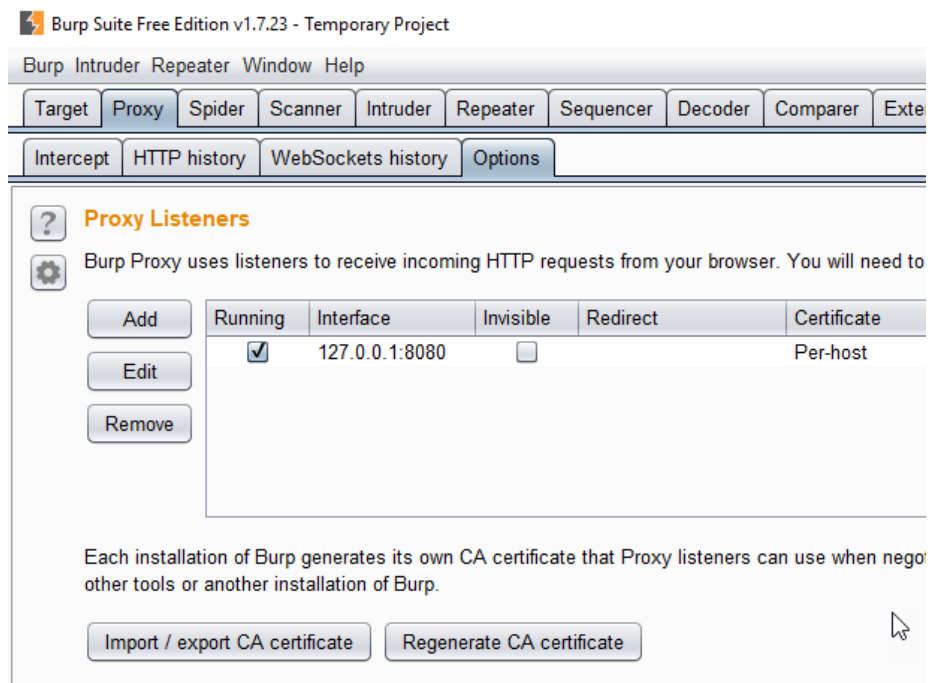 Burp Suite Free Edition v1.7.23 - Temporary Project
Burp Intruder Repeater Window Help
Target Proxy Spider Scanner Intruder Repeater Sequencer Decoder Comparer Exte
Intercept HTTP history WebSockets history Options
? Proxy Listeners
Burp Proxy uses listeners to receive incoming HTTP requests from your browser. You will need to
Add Running Interface Invisible Redirect Certificate
127.0.0.1:8080 Per-host
Edit
Remove
Each installation of Burp generates its own CA certificate that Proxy listeners can use when nego
other tools or another installation of Burp.
Import / export CA certificate Regenerate CA certificate